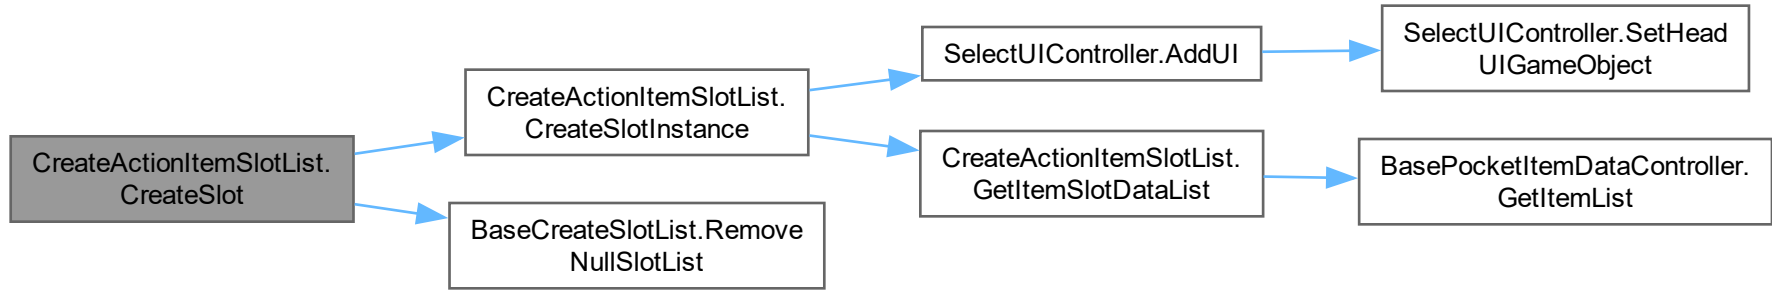 CreateActionItemSlotList.
CreateSlot
CreateActionItemSlotList.
CreateSlotInstance
BaseCreateSlotList.Remove
NullSlotList
SelectUIController.AddUI
CreateActionItemSlotList.
GetItemSlotDataList
SelectUIController.SetHead
UIGameObject
BasePocketItemDataController.
GetItemList